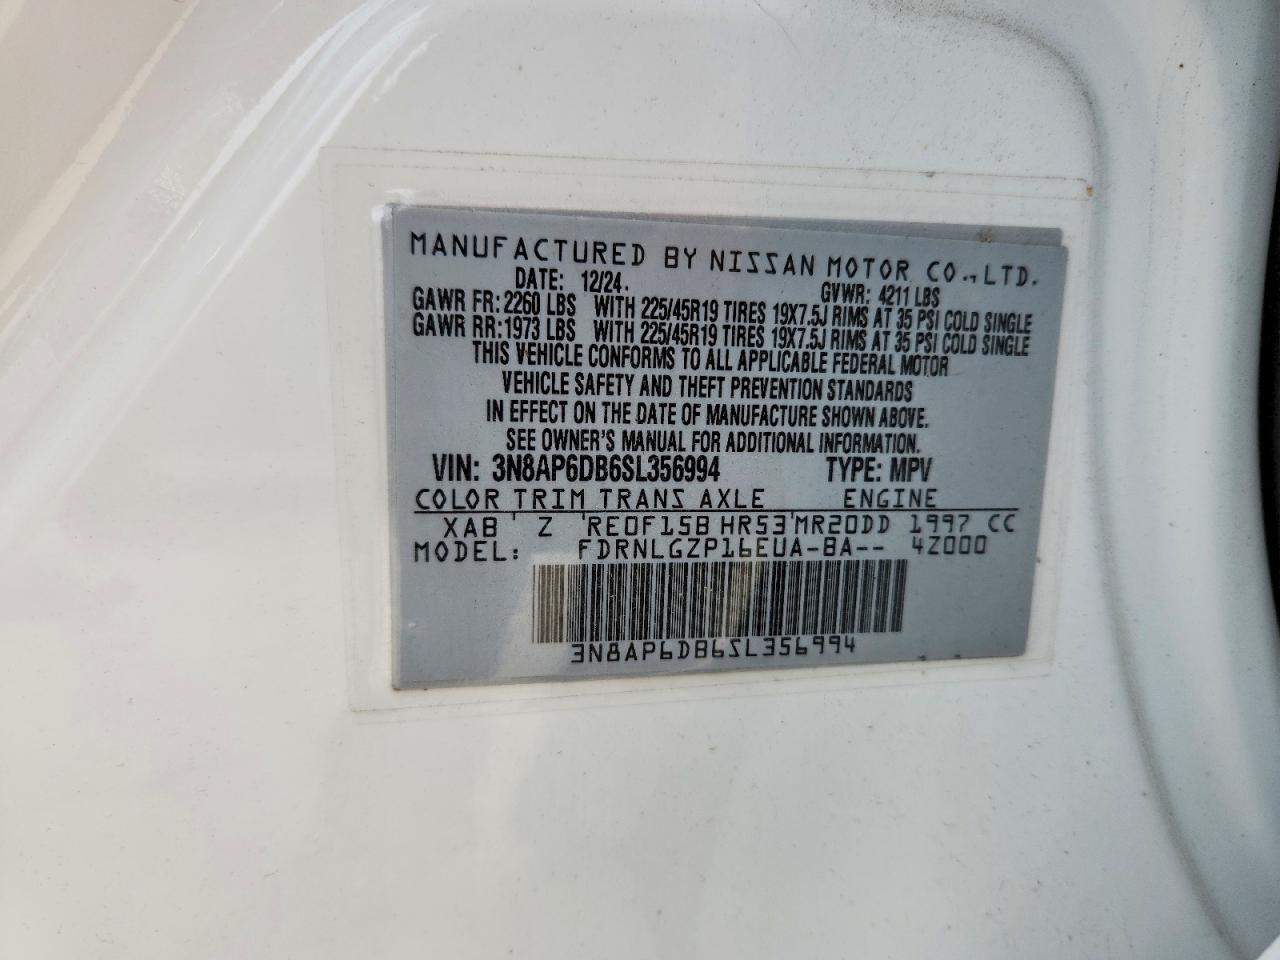 MANUFACTURED BY NISSAN MOTOR CO.,LTD.
DATE: 12/24. GVWR: 4211 LBS
GAWR FR: 2260 LBS WITH 225/45R19 TIRES 19X7.5J RIMS AT 35 PSI COLD SINGLE
GAWR RR: 1973 LBS WITH 225/45R19 TIRES 19X7.5J RIMS AT 35 PSI COLD SINGLE
THIS VEHICLE CONFORMS TO ALL APPLICABLE FEDERAL MOTOR
VEHICLE SAFETY AND THEFT PREVENTION STANDARDS
IN EFFECT ON THE DATE OF MANUFACTURE SHOWN ABOVE.
SEE OWNER'S MANUAL FOR ADDITIONAL INFORMATION.
VIN: 3N8AP6DB6SL356994 TYPE: MPV
COLOR TRIM TRANS AXLE ENGINE
XAB ' Z 'RE0F15B HR53'MR20DD 1997 CC
MODEL: FDRNLGZP16EUA-BA-- 4Z000
3N8AP6DB6SL356994